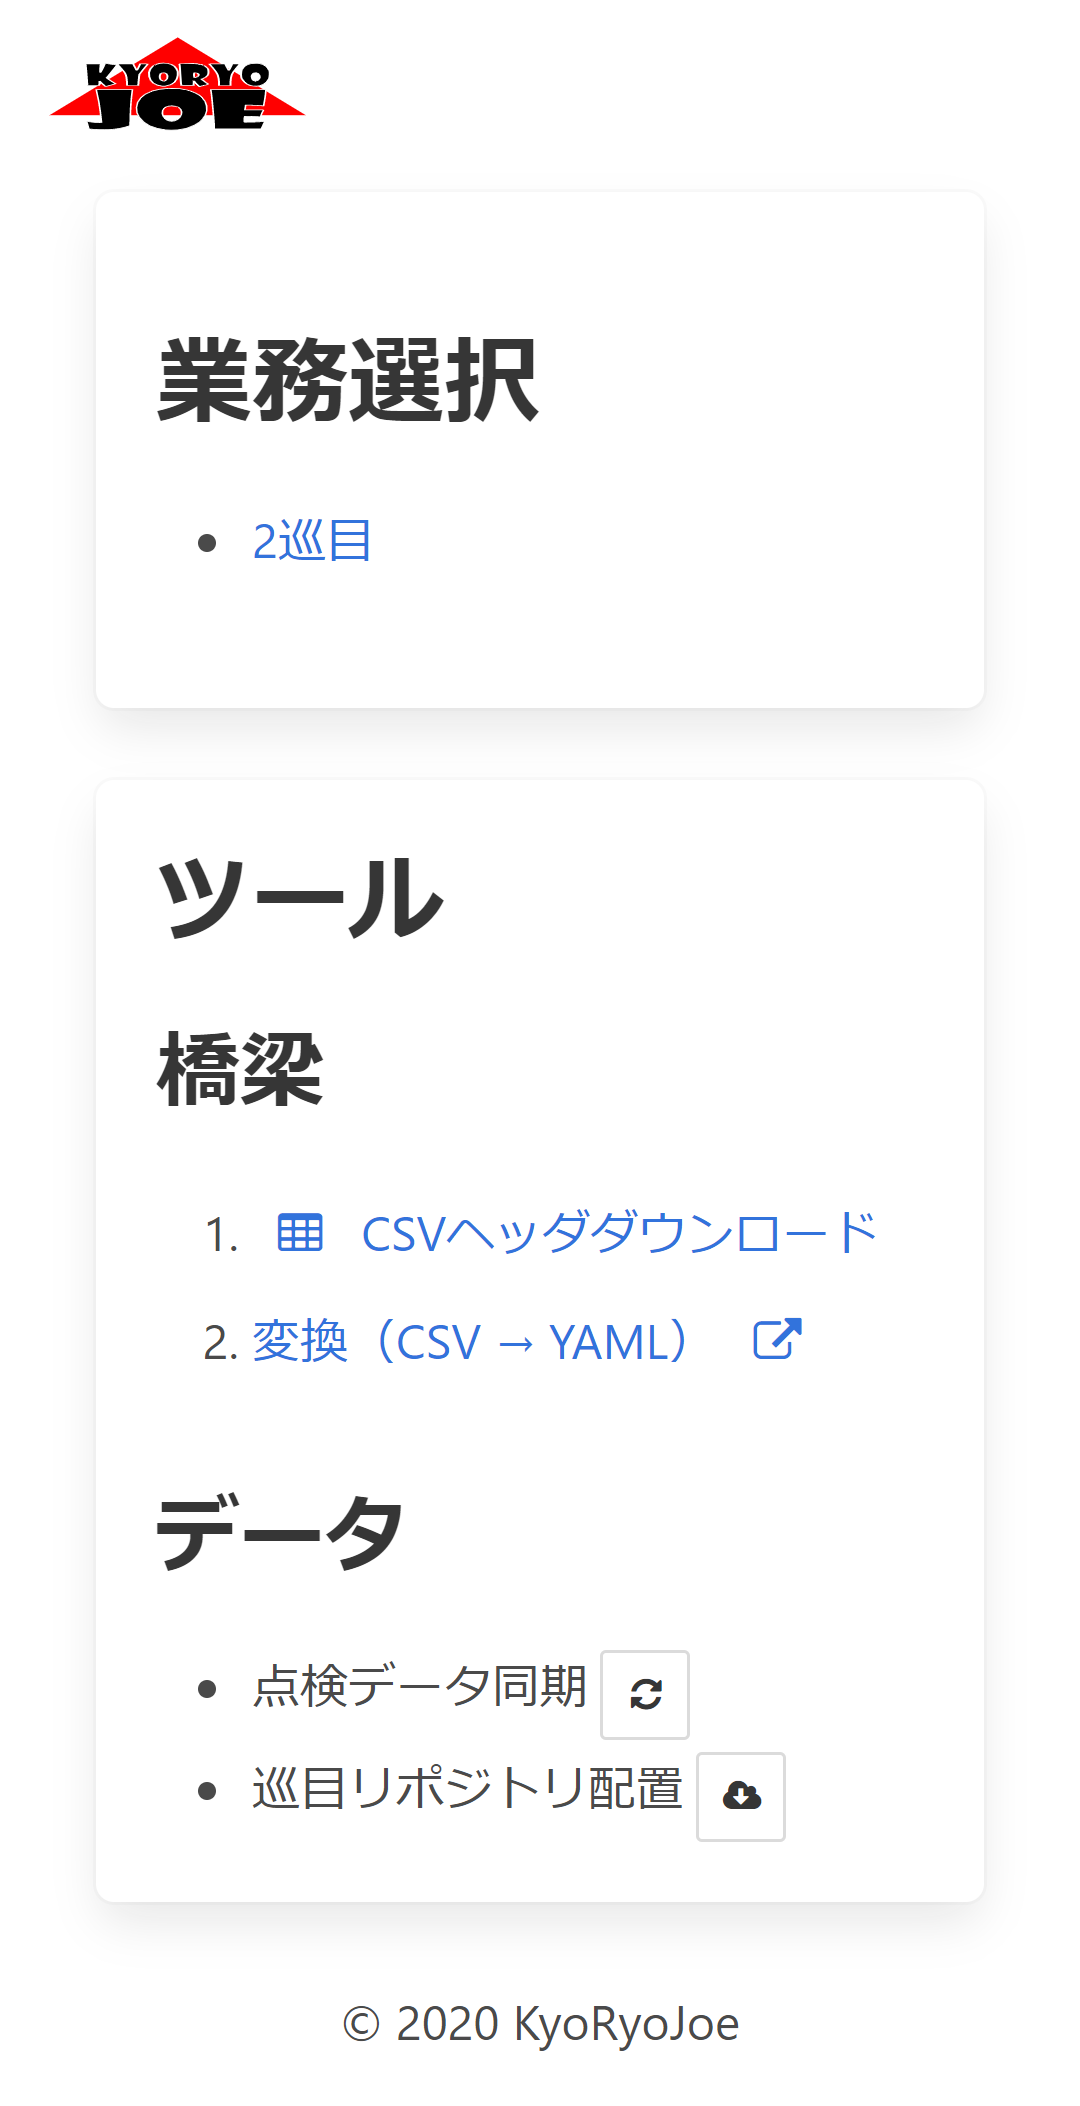 KYORYO
JOE
業務選択
• 2巡目
ツール
橋梁
1. CSVヘッダダウンロード
2. 変換（CSV → YAML）
データ
• 点検データ同期
• 巡目リポジトリ配置
© 2020 KyoRyoJoe